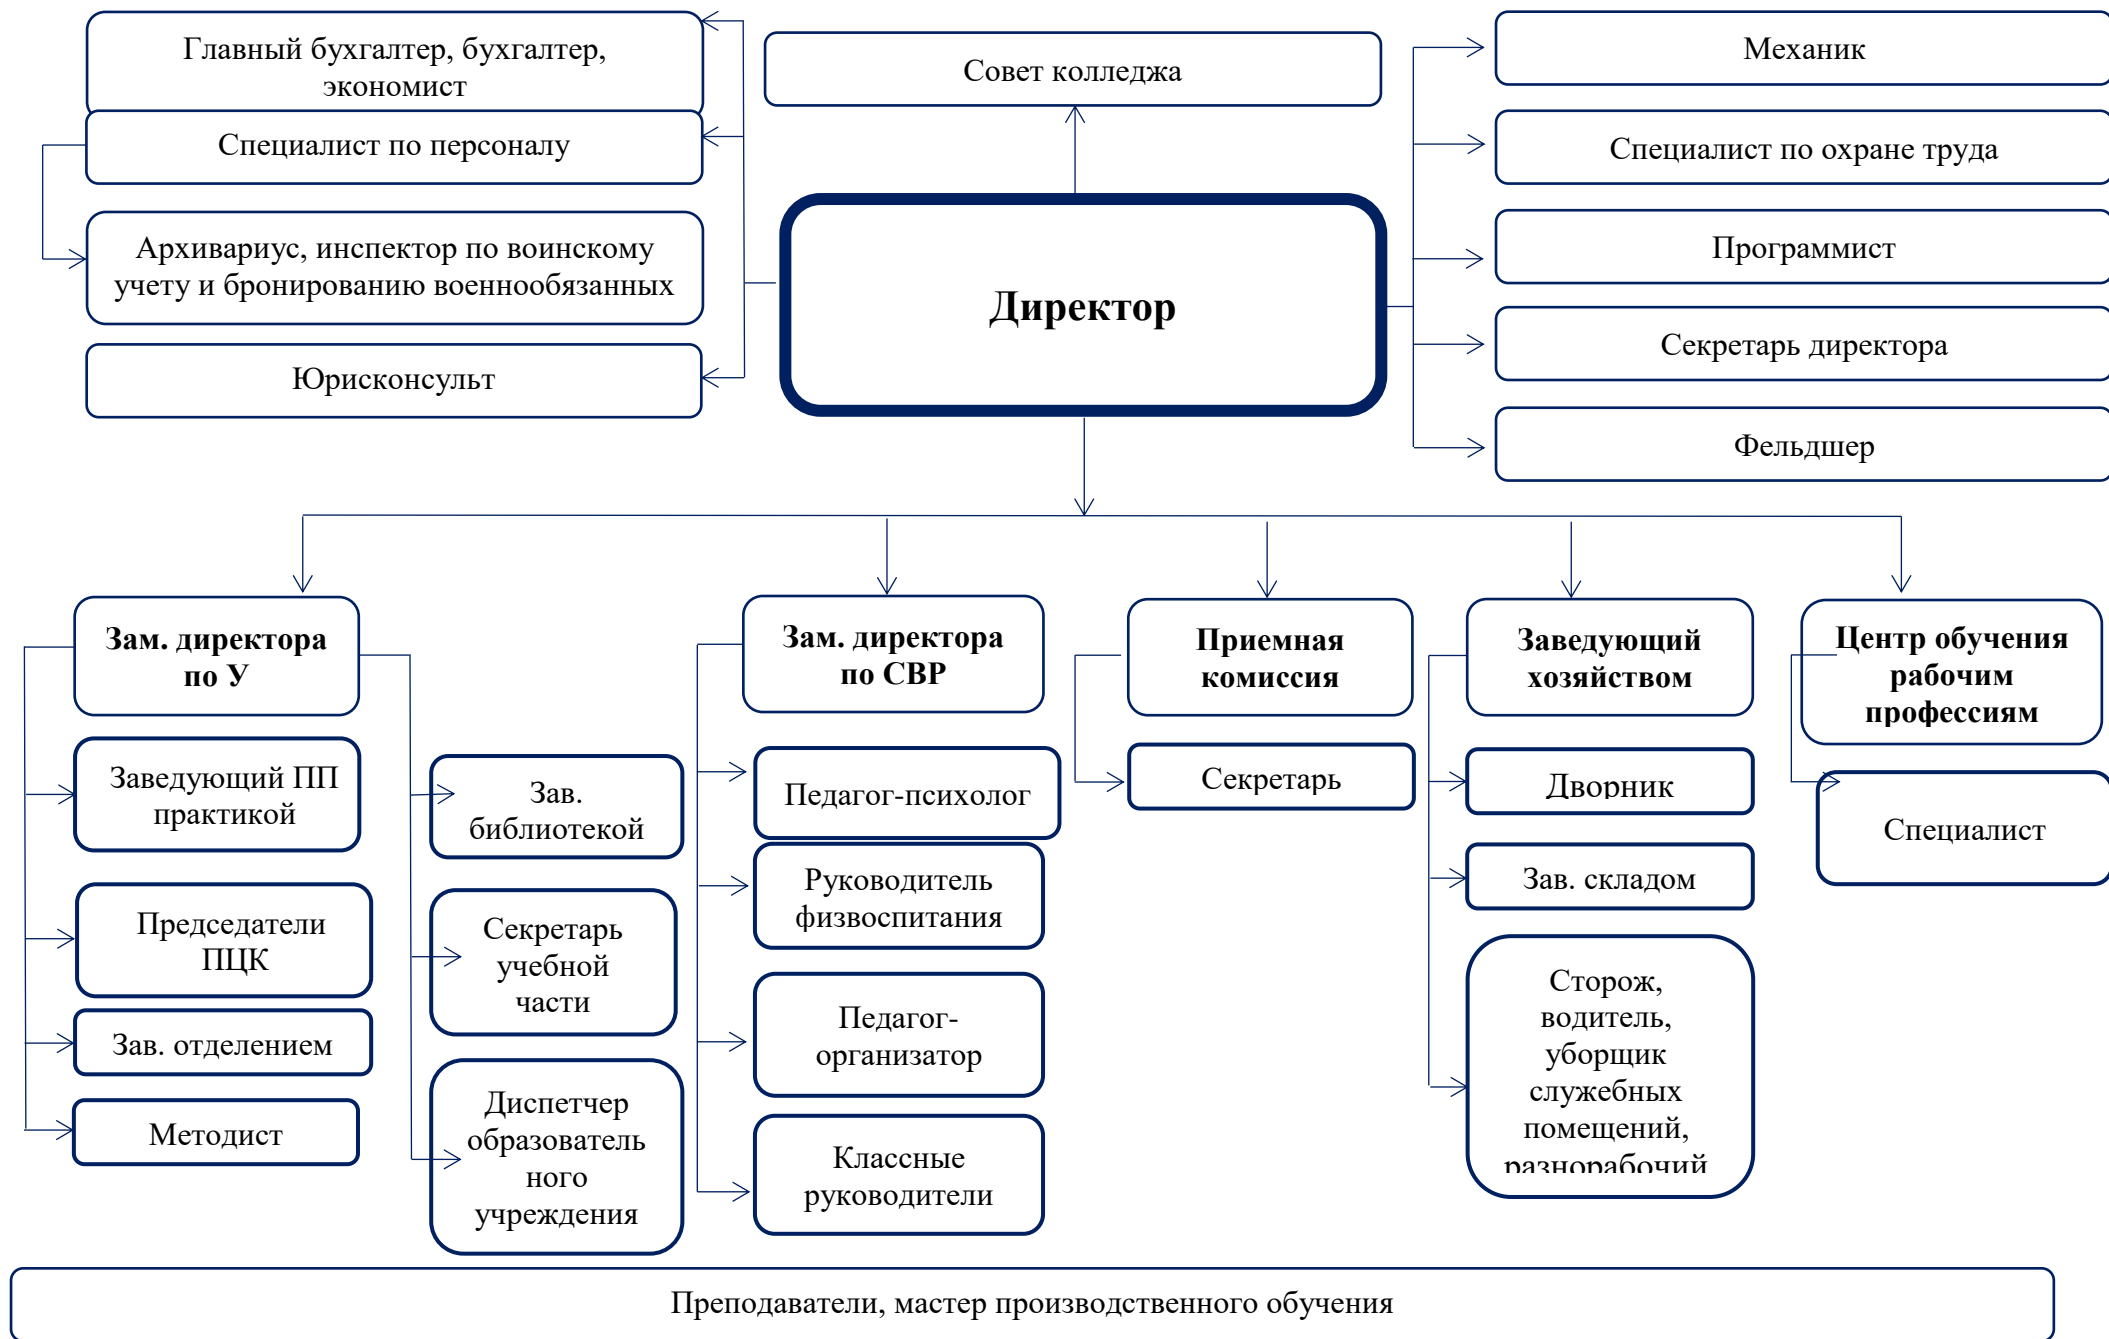 Главный бухгалтер, бухгалтер,
экономист
Совет колледжа
Механик
Специалист по персоналу
Специалист по охране труда
Архивариус, инспектор по воинскому
учету и бронированию военнообязанных
Программист
Директор
Юрисконсульт
Секретарь директора
Фельдшер
Зам. директора
по У
Зам. директора
по СВР
Приемная
комиссия
Заведующий
хозяйством
Центр обучения
рабочим
профессиям
Заведующий ПП
практикой
Председатели
ПЦК
Зав. отделением
Методист
Зав.
библиотекой
Секретарь
учебной
части
Диспетчер
образователь
ного
учреждения
Педагог-психолог
Руководитель
физвоспитания
Педагог-
организатор
Классные
руководители
Секретарь
Дворник
Зав. складом
Сторож,
водитель,
уборщик
служебных
помещений,
разнорабочий
Специалист
Преподаватели, мастер производственного обучения